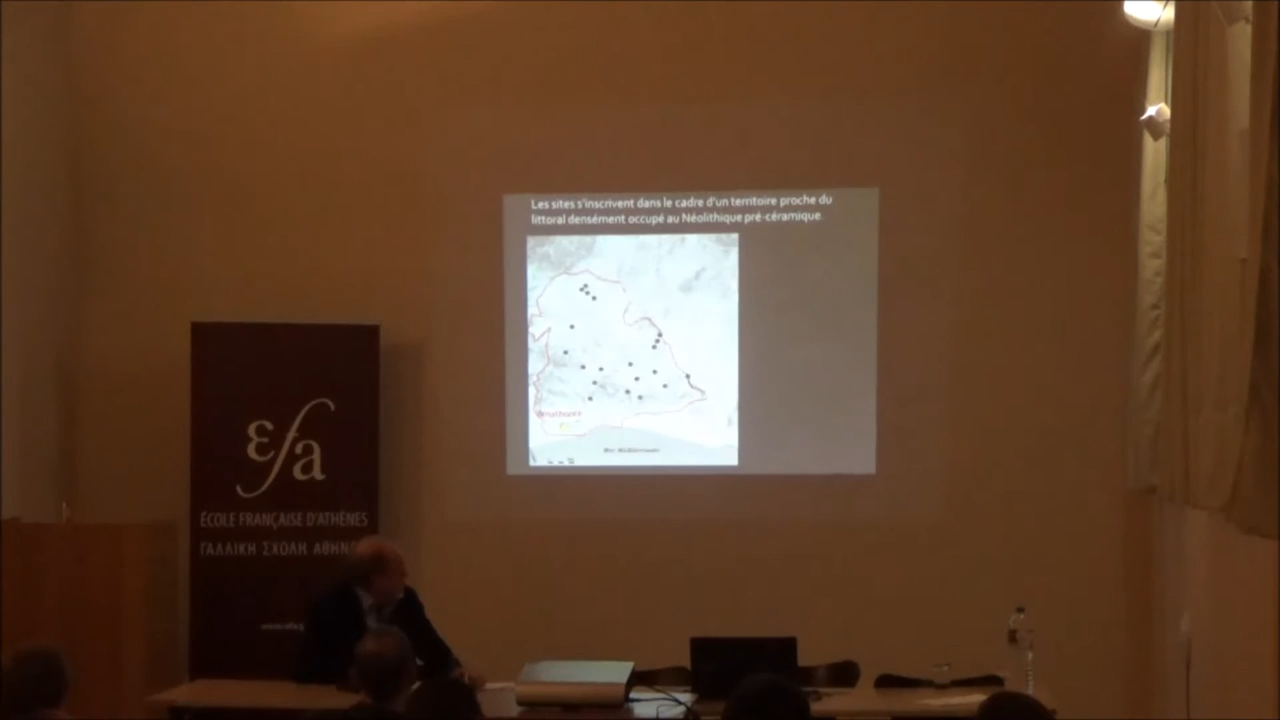 Les sites s'inscrivent dans le cadre d'un territoire proche du
littoral densément occupé au Néolithique pré-céramique.
εfa
ÉCOLE FRANÇAISE D'ATHÈNES
ΓΑΛΛΙΚΗ ΣΧΟΛΗ ΑΘΗΝ